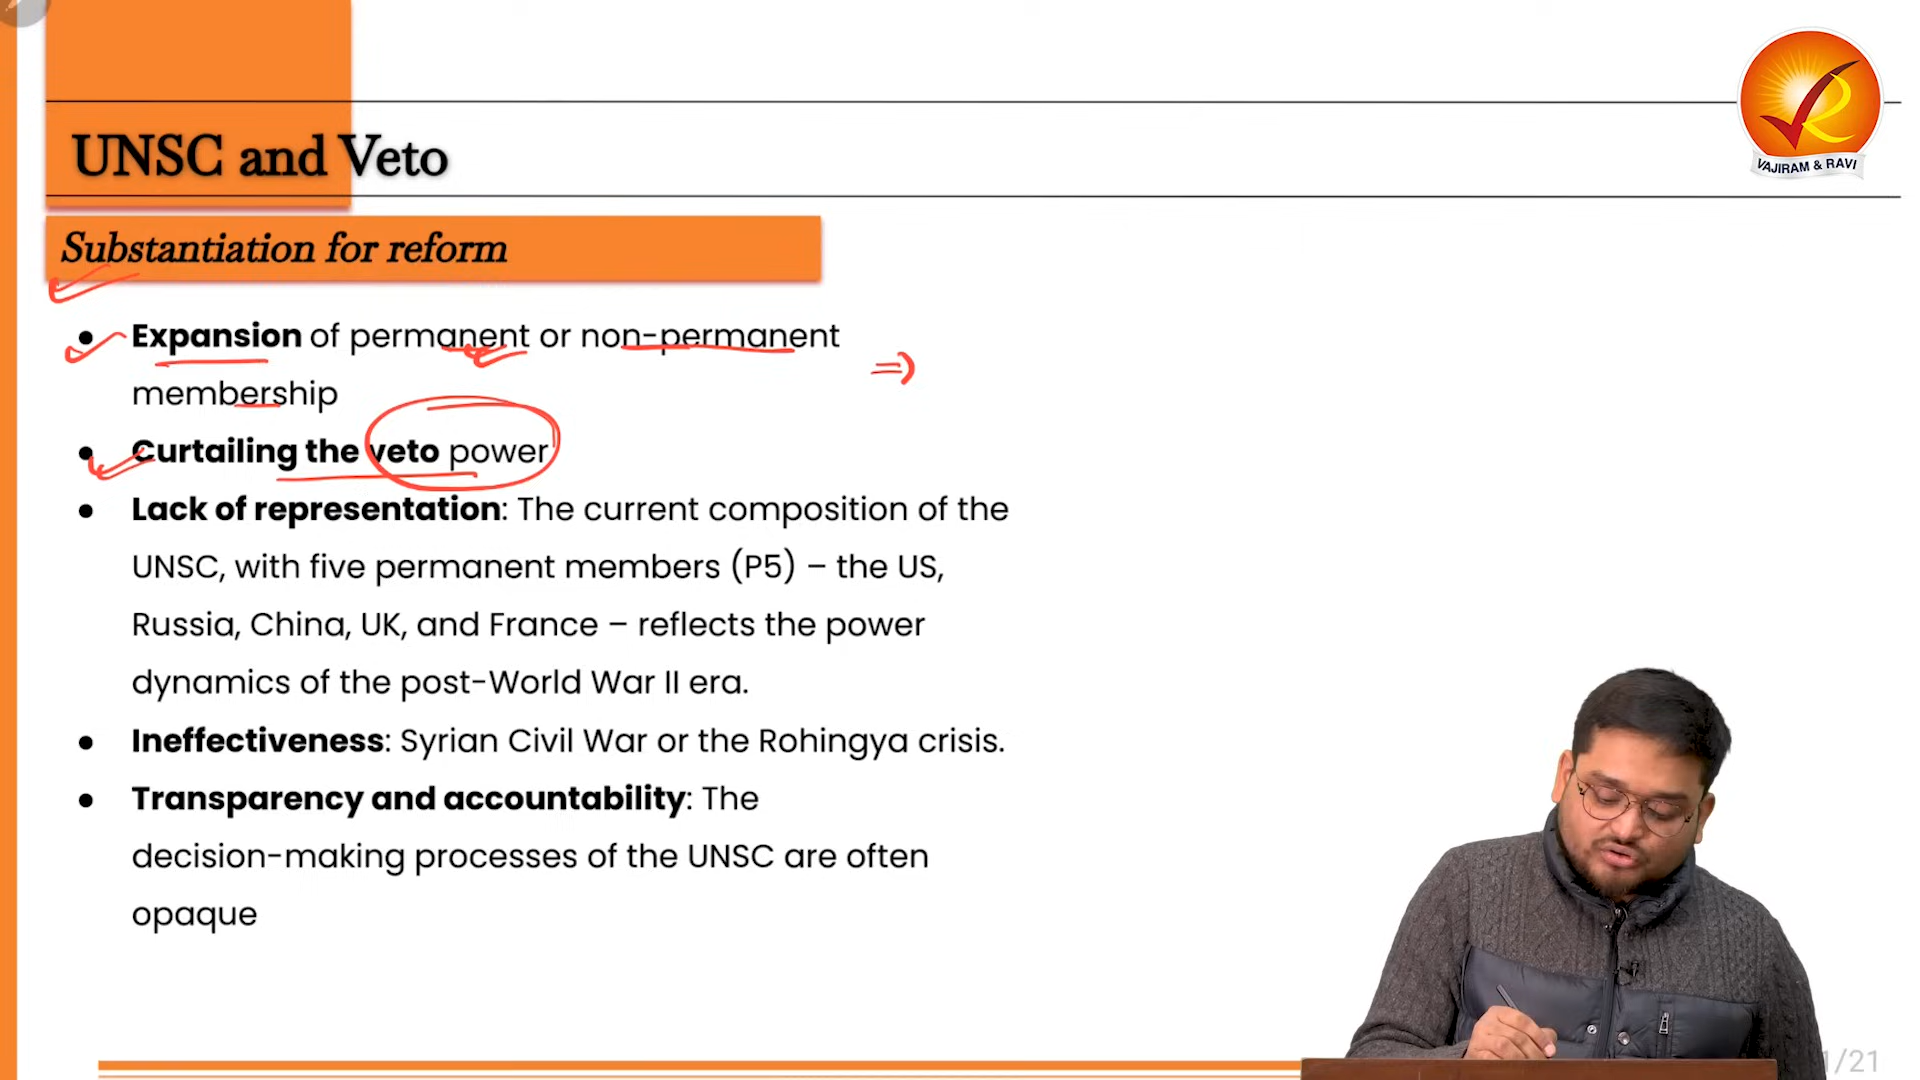 VAJIRAM & RAVI
UNSC and Veto
Substantiation for reform
● Expansion of permanent or non-permanent
membership
● Curtailing the veto power
● Lack of representation: The current composition of the
UNSC, with five permanent members (P5) – the US,
Russia, China, UK, and France – reflects the power
dynamics of the post-World War II era.
● Ineffectiveness: Syrian Civil War or the Rohingya crisis.
● Transparency and accountability: The
decision-making processes of the UNSC are often
opaque
/21